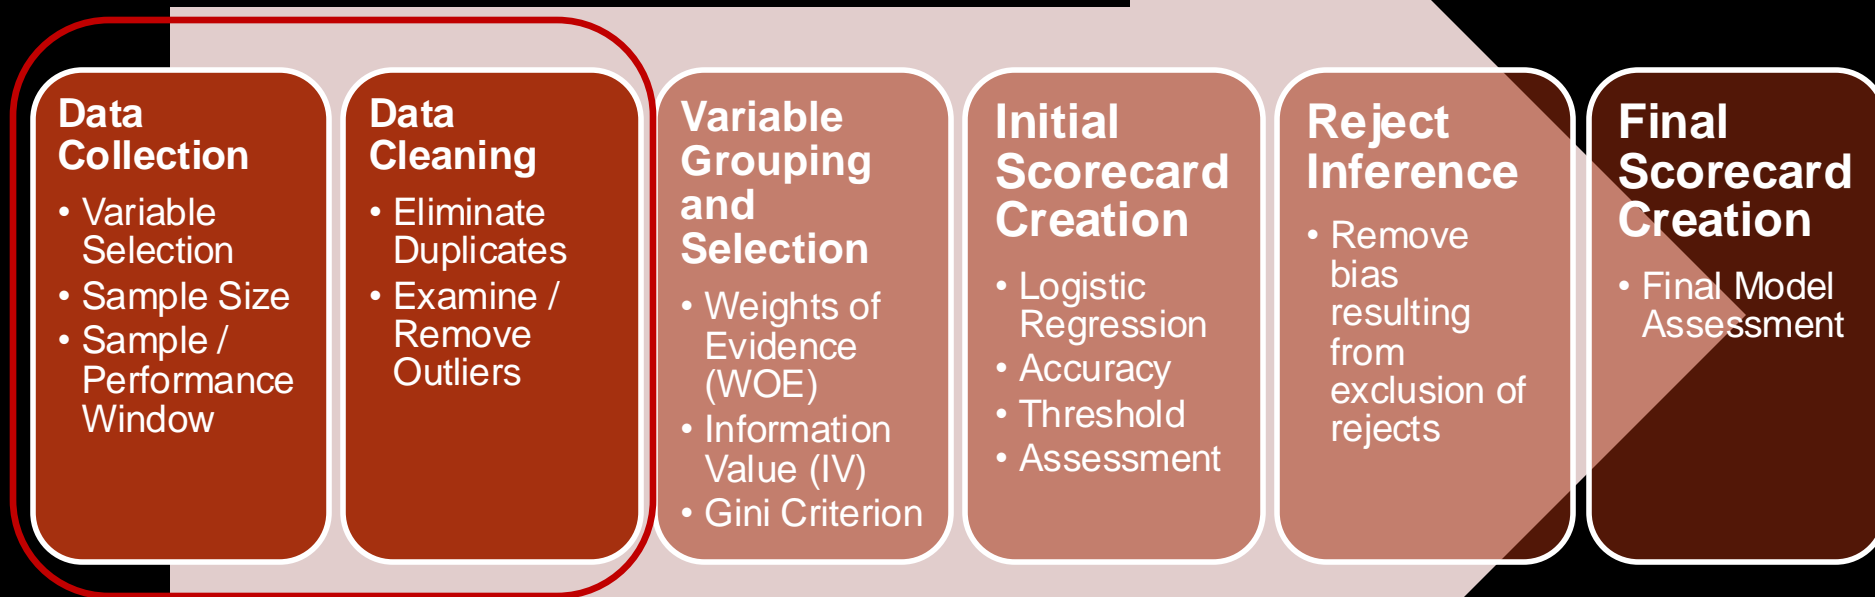 Data
Collection
• Variable
Selection
• Sample Size
• Sample /
Performance
Window
Data
Cleaning
• Eliminate
Duplicates
• Examine /
Remove
Outliers
Variable
Grouping
and
Selection
• Weights of
Evidence
(WOE)
• Information
Value (IV)
• Gini Criterion
Initial
Scorecard
Creation
• Logistic
Regression
• Accuracy
• Threshold
• Assessment
Reject
Inference
• Remove
bias
resulting
from
exclusion of
rejects
Final
Scorecard
Creation
• Final Model
Assessment